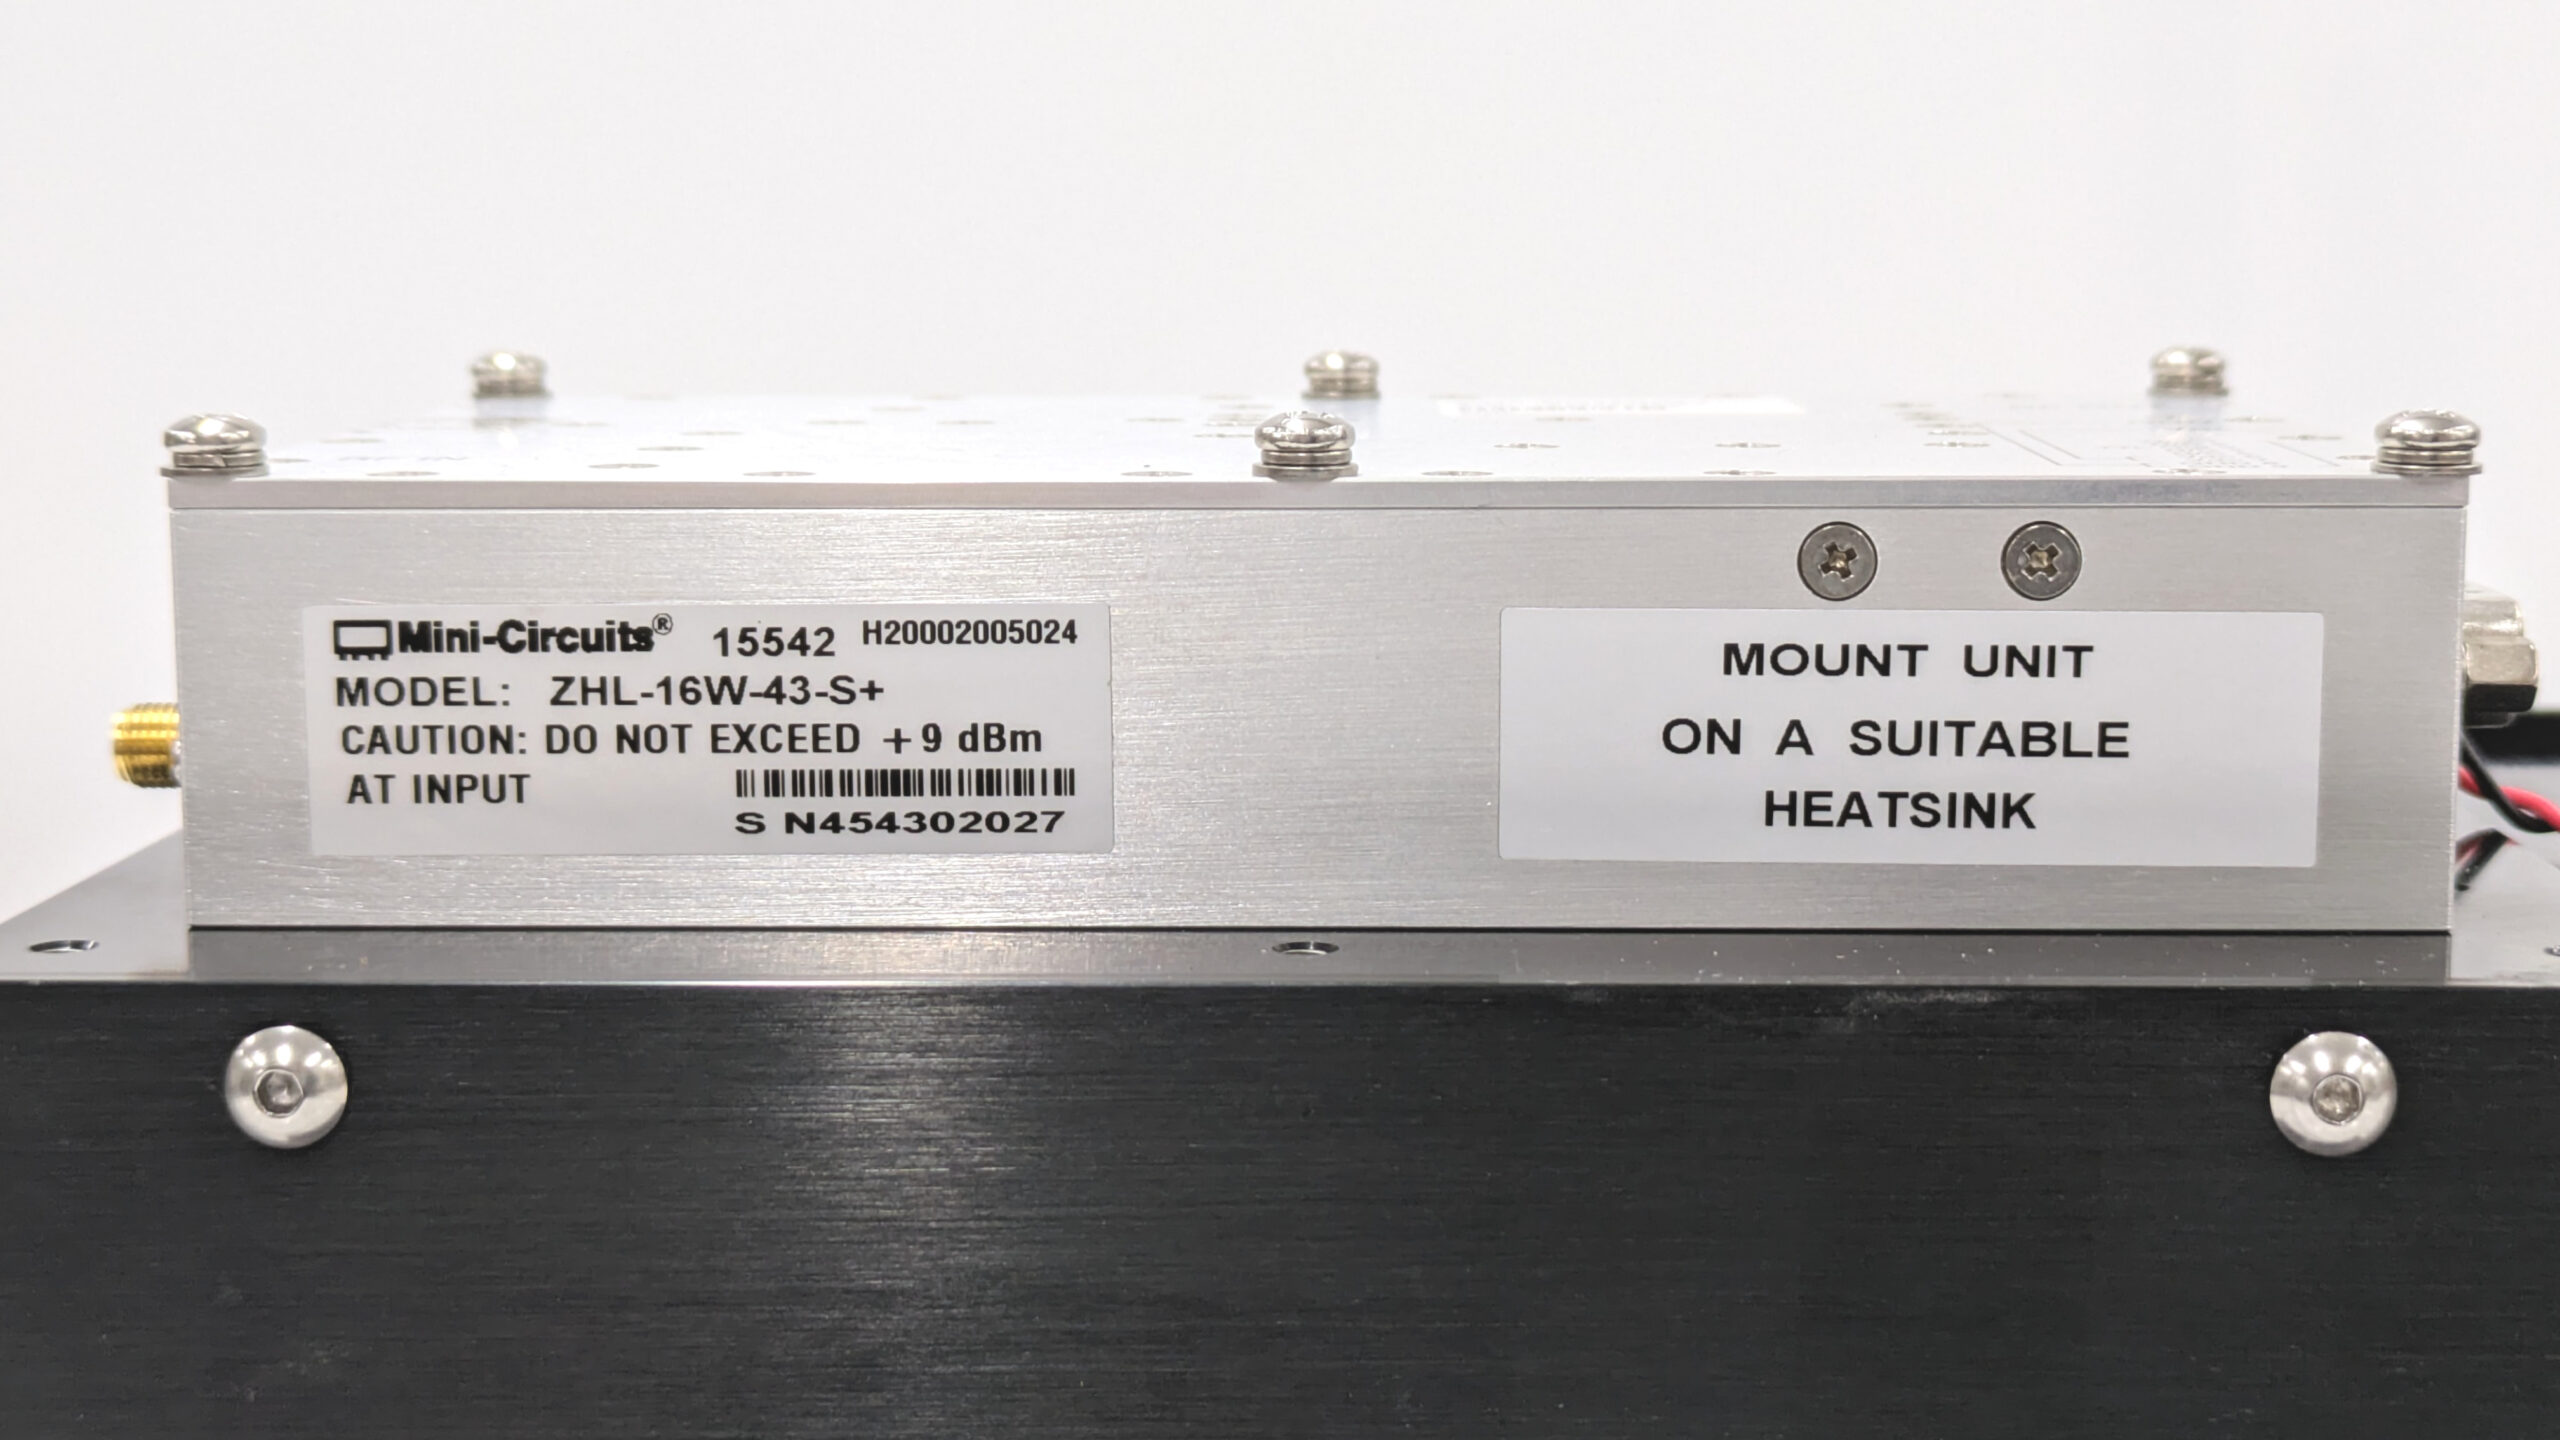 Mini-Circuits® 15542 H20002005024
MODEL: ZHL-16W-43-S+
CAUTION: DO NOT EXCEED +9 dBm
AT INPUT
S N454302027
MOUNT UNIT
ON A SUITABLE
HEATSINK